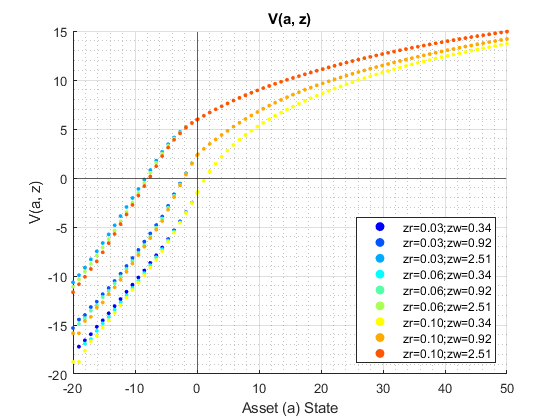 V(a, z)
15
10
5
0
-5
-10
-15
-20
V(a, z)
zr=0.03;zw=0.34
zr=0.03;zw=0.92
zr=0.03;zw=2.51
zr=0.06;zw=0.34
zr=0.06;zw=0.92
zr=0.06;zw=2.51
zr=0.10;zw=0.34
zr=0.10;zw=0.92
zr=0.10;zw=2.51
-20 -10 0 10 20 30 40 50
Asset (a) State